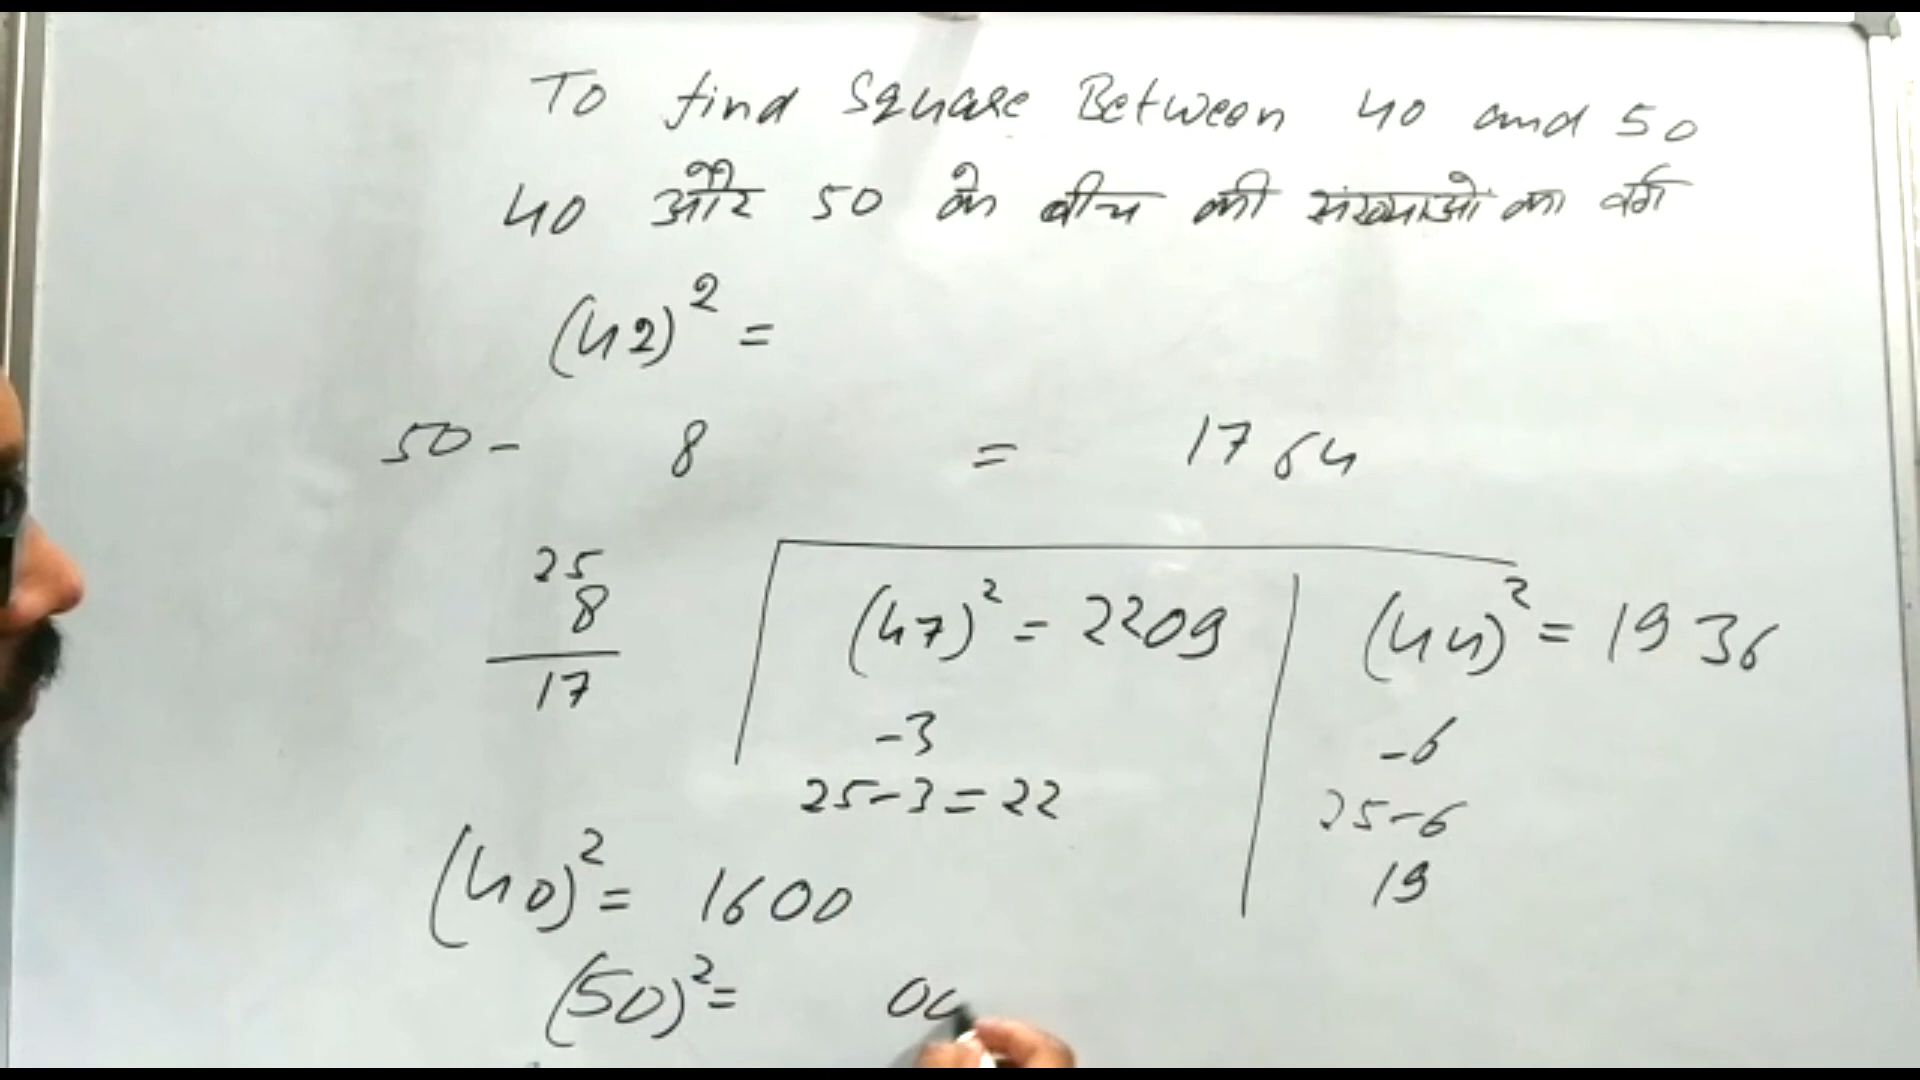 To find Square Between 40 and 50
40 और 50 के बीच की संख्याओं का वर्ग
(42)² =
50 - 8 = 1764
25
8
17
(47)² = 2209
-3
25-3=22
(44)² = 1936
-6
25-6
19
(40)² = 1600
(50)² = 00